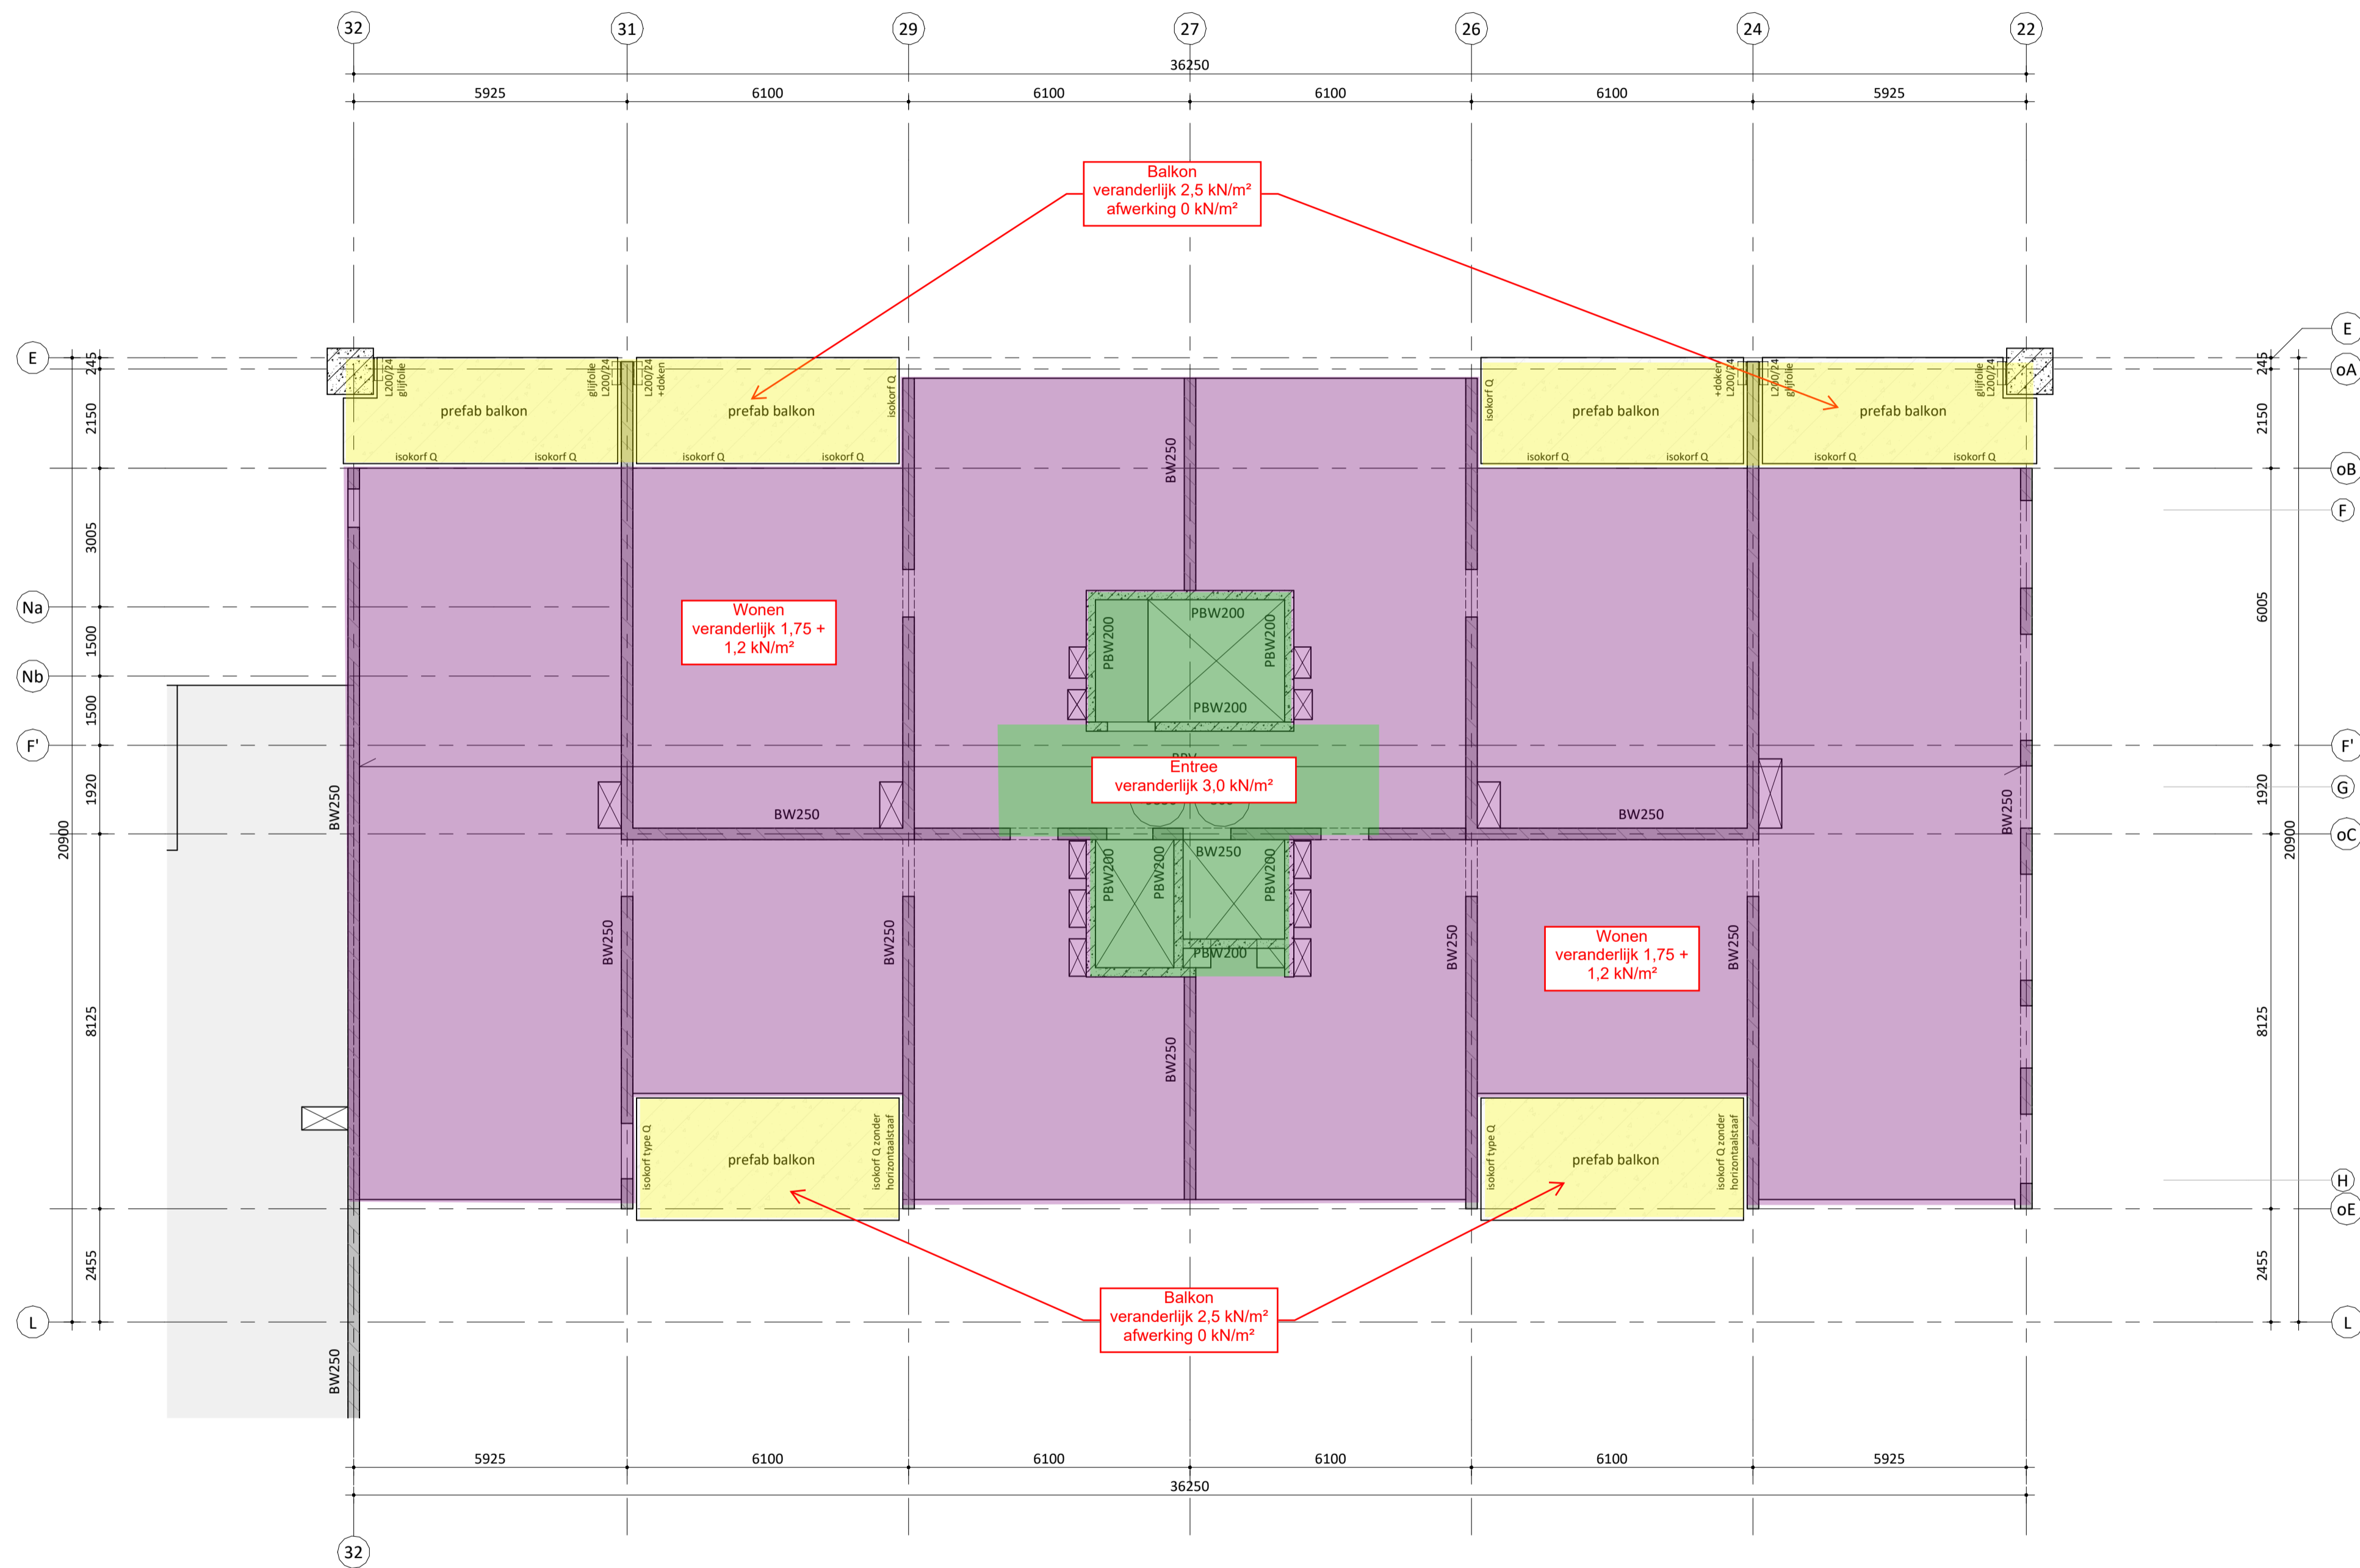 32 31 29 27 26 24 22
36250
5925 6100 6100 6100 6100 5925
Balkon
veranderlijk 2,5 kN/m²
afwerking 0 kN/m²
E
E
245
245
oA
L200/24
glijfolie
glijfolie
L200/24
L200/24
+doken
isokorf Q
isokorf Q
+doken
L200/24
L200/24
glijfolie
glijfolie
L200/24
prefab balkon
prefab balkon
prefab balkon
prefab balkon
2150
2150
isokorf Q isokorf Q
isokorf Q isokorf Q
isokorf Q isokorf Q
isokorf Q isokorf Q
BW250
oB
F
3005
Na
Wonen
veranderlijk 1,75 +
1,2 kN/m²
PBW200
PBW200
PBW200
6005
1500
Nb
1500
PBW200
F'
F'
Entree
veranderlijk 3,0 kN/m²
1920
1920
G
BW250
BW250
BW250
BW250
20900
20900
oC
BW250
PBW200
PBW200
PBW200
BW250
BW250
BW250
BW250
Wonen
veranderlijk 1,75 +
1,2 kN/m²
PBW200
8125
8125
BW250
isokorf type Q
prefab balkon
isokorf Q zonder
horizontaalstaaf
isokorf type Q
prefab balkon
isokorf Q zonder
horizontaalstaaf
H
oE
2455
2455
Balkon
veranderlijk 2,5 kN/m²
afwerking 0 kN/m²
L
L
BW250
5925 6100 6100 6100 6100 5925
36250
32